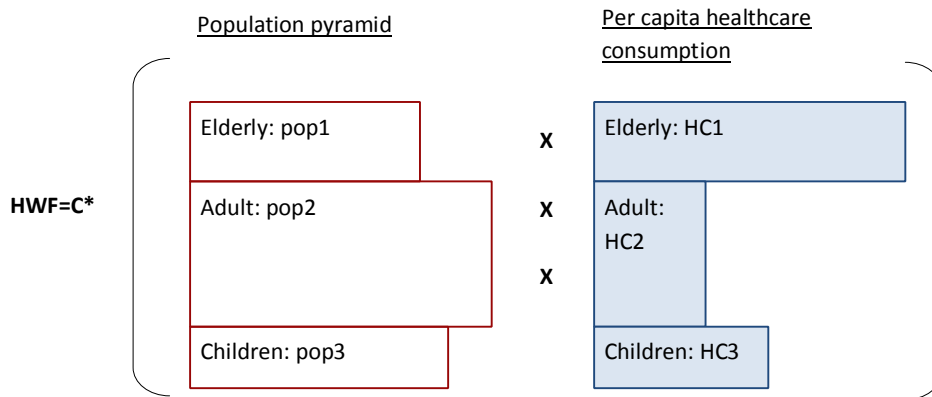 Population pyramid
Per capita healthcare
consumption
Elderly: pop1
X
Elderly: HC1
HWF=C*
Adult: pop2
X
Adult:
HC2
X
Children: pop3
Children: HC3